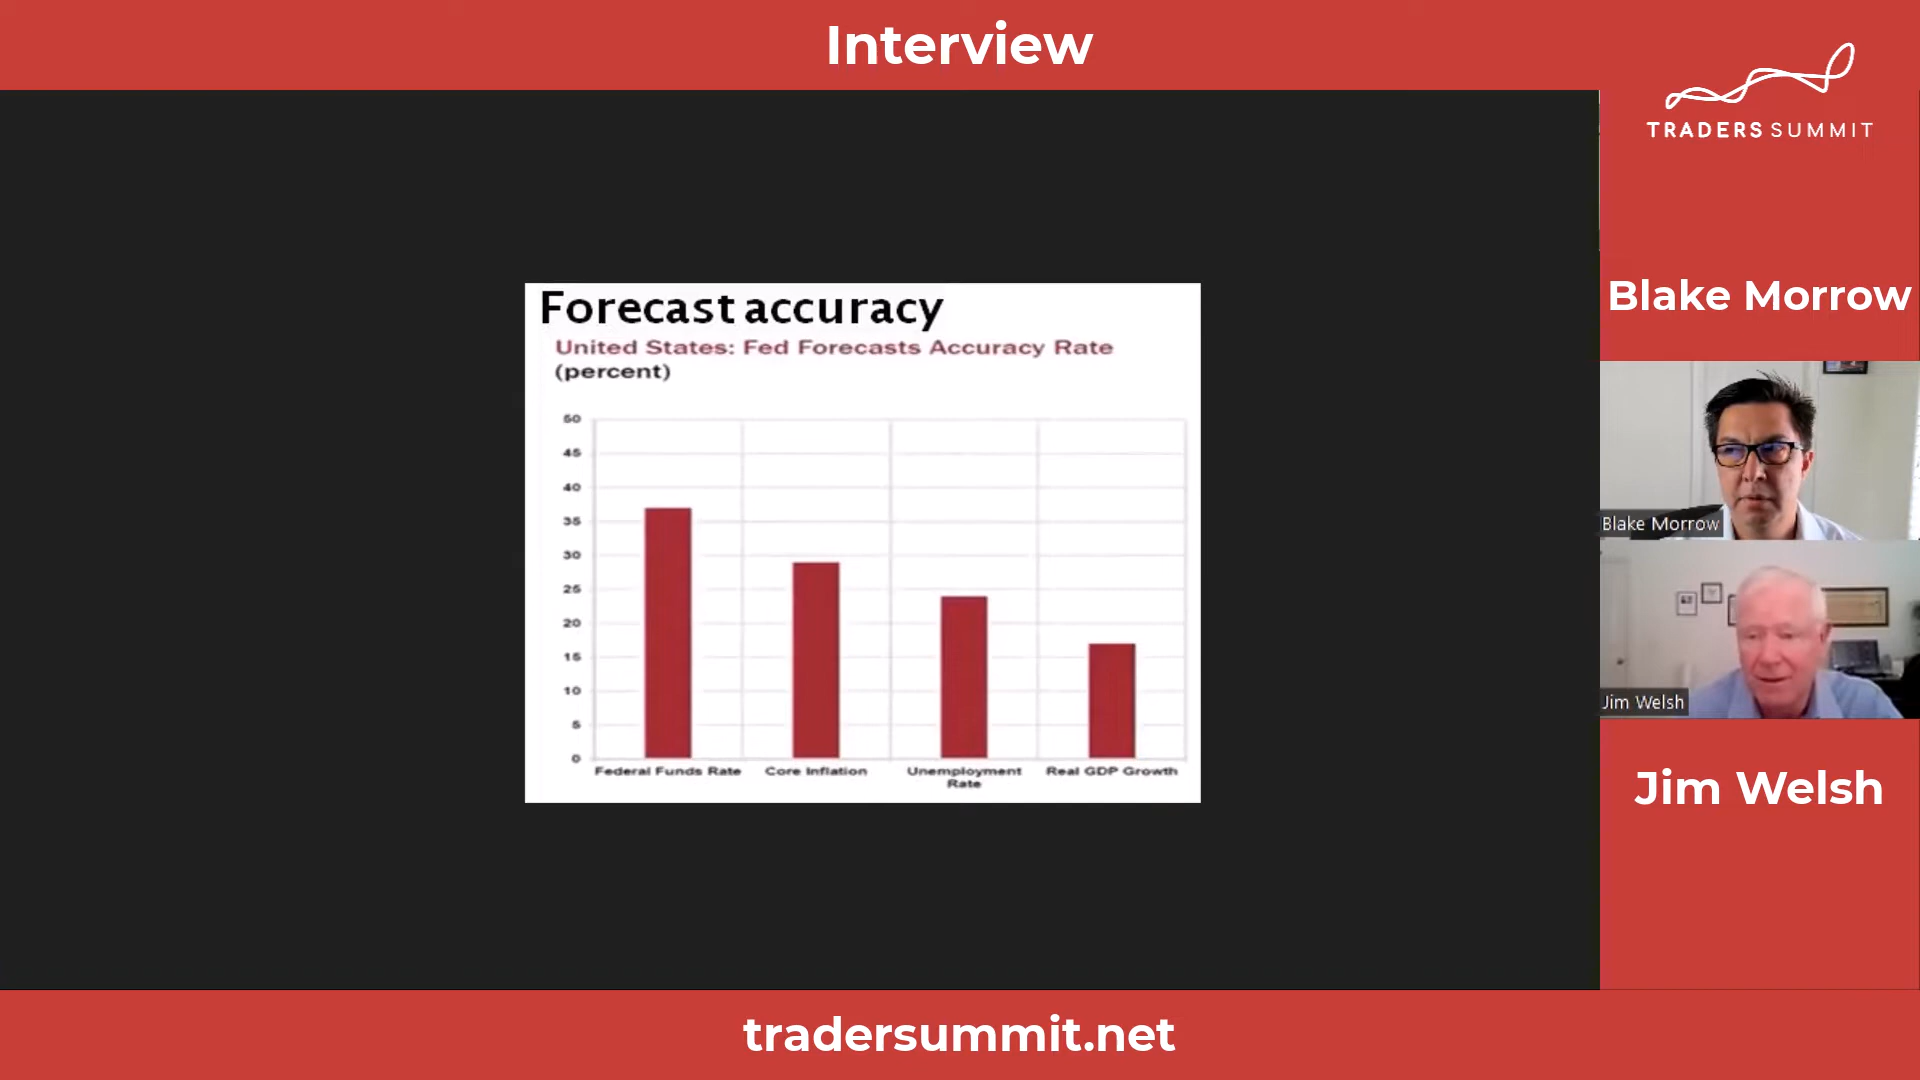 Interview
TRADERS SUMMIT
Blake Morrow
Forecast accuracy
United States: Fed Forecasts Accuracy Rate
(percent)
50
45
40
35
30
25
20
15
10
5
0
Federal Funds Rate
Core Inflation
Unemployment
Rate
Real GDP Growth
Blake Morrow
Jim Welsh
Jim Welsh
tradersummit.net